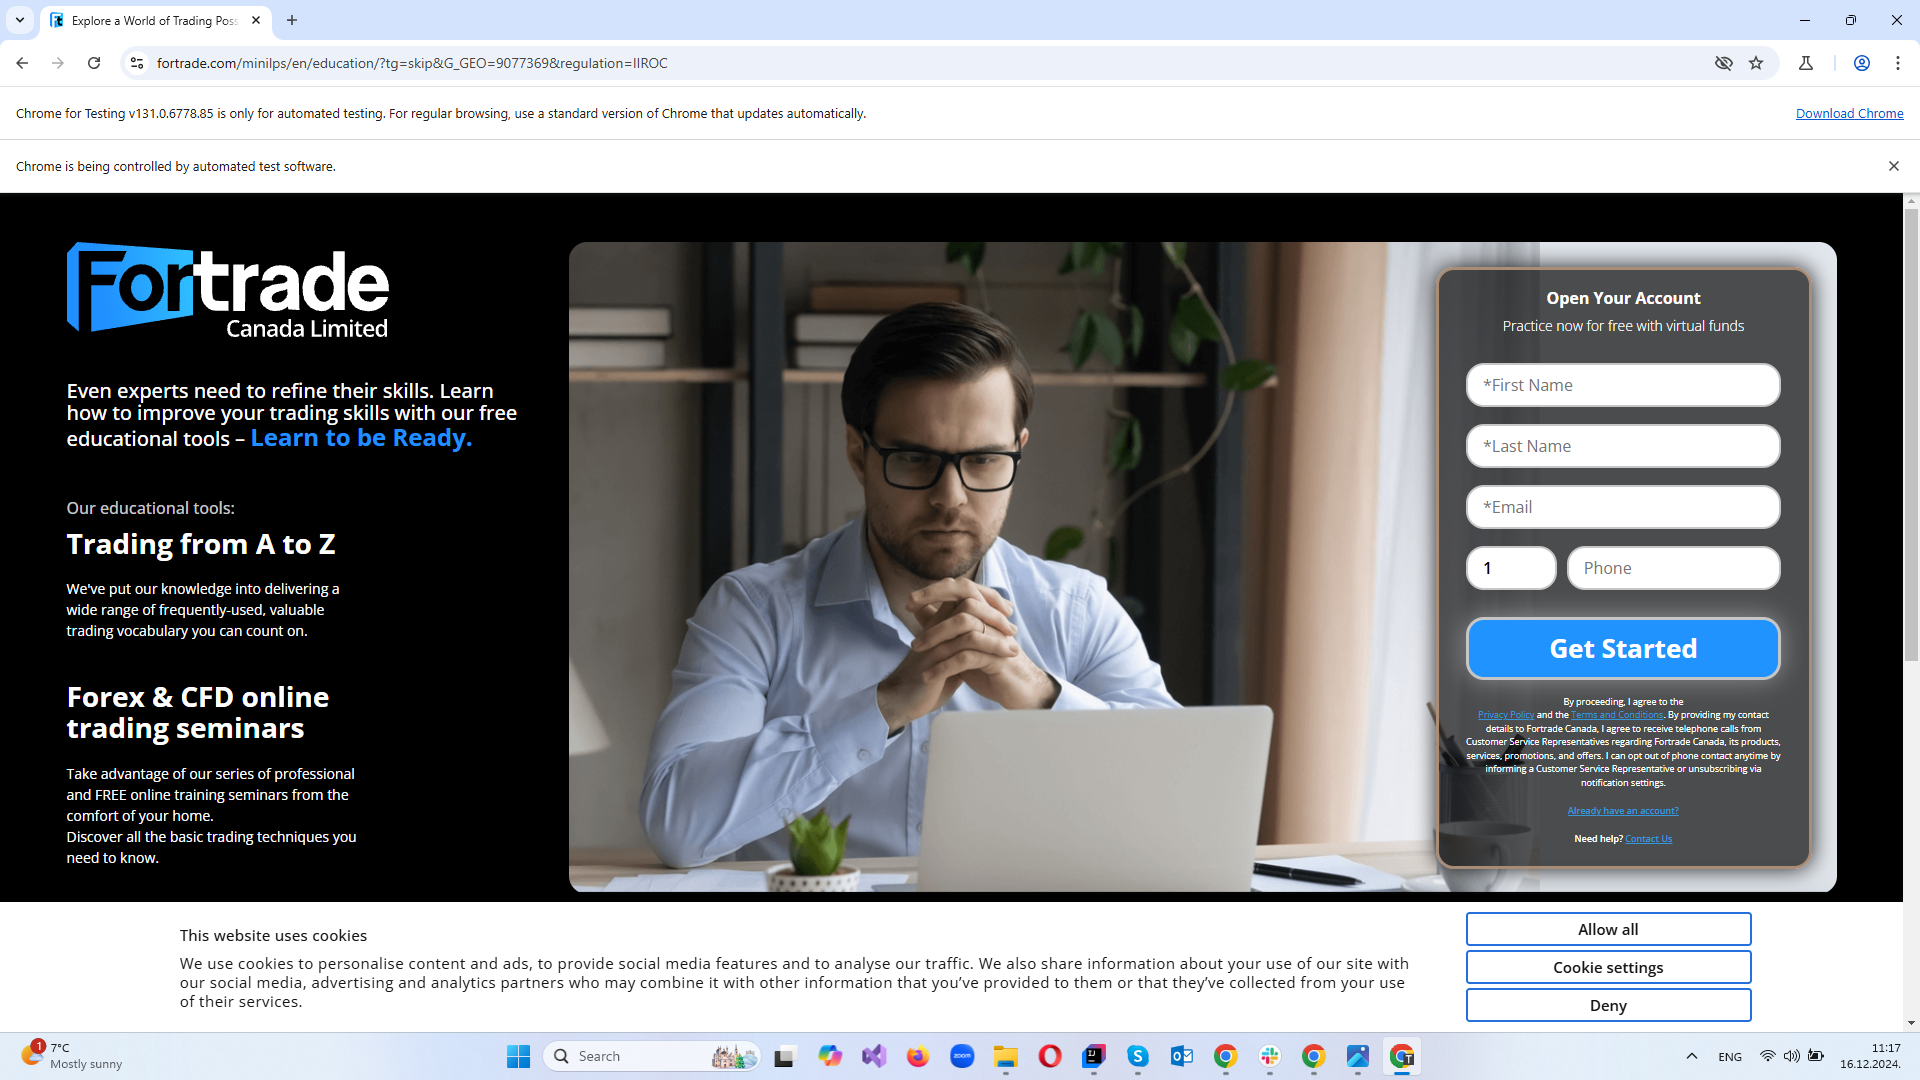 Explore a World of Trading Poss
fortrade.com/minilps/en/education/?tg=skip&G_GEO=9077369&regulation=IIROC
Chrome for Testing v131.0.6778.85 is only for automated testing. For regular browsing, use a standard version of Chrome that updates automatically.
Download Chrome
Chrome is being controlled by automated test software.
Fortrade
Canada Limited
Even experts need to refine their skills. Learn
how to improve your trading skills with our free
educational tools – Learn to be Ready.
Our educational tools:
Trading from A to Z
We've put our knowledge into delivering a
wide range of frequently-used, valuable
trading vocabulary you can count on.
Forex & CFD online
trading seminars
Take advantage of our series of professional
and FREE online training seminars from the
comfort of your home.
Discover all the basic trading techniques you
need to know.
Open Your Account
Practice now for free with virtual funds
*First Name
*Last Name
*Email
1 Phone
Get Started
By proceeding, I agree to the
Privacy Policy and the Terms and Conditions. By providing my contact
details to Fortrade Canada, I agree to receive telephone calls from
Customer Service Representatives regarding Fortrade Canada, its products,
services, promotions, and offers. I can opt out of phone contact anytime by
informing a Customer Service Representative or unsubscribing via
notification settings.
Already have an account?
Need help? Contact Us
This website uses cookies
We use cookies to personalise content and ads, to provide social media features and to analyse our traffic. We also share information about your use of our site with
our social media, advertising and analytics partners who may combine it with other information that you’ve provided to them or that they’ve collected from your use
of their services.
Allow all
Cookie settings
Deny
1
7°C
Mostly sunny
Search
zoom
ENG
11:17
16.12.2024.